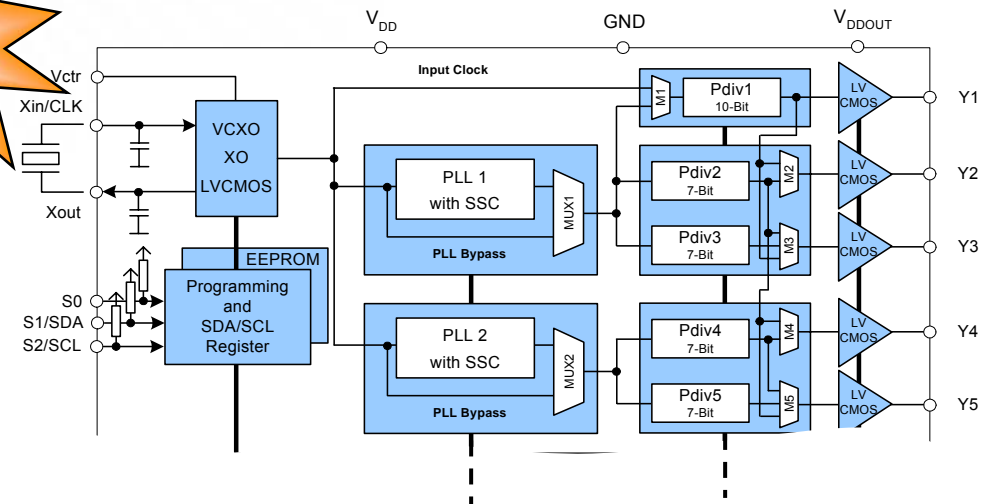 V_DD
GND
V_DDOUT
Vctr
Input Clock
Xin/CLK
VCXO
XO
LVCMOS
Xout
M1
Pdiv1
10-Bit
LV
CMOS
Y1
PLL 1
with SSC
MUX1
PLL Bypass
Pdiv2
7-Bit
M2
LV
CMOS
Y2
Pdiv3
7-Bit
M3
LV
CMOS
Y3
EEPROM
Programming
and
SDA/SCL
Register
S0
S1/SDA
S2/SCL
PLL 2
with SSC
MUX2
PLL Bypass
Pdiv4
7-Bit
M4
LV
CMOS
Y4
Pdiv5
7-Bit
M5
LV
CMOS
Y5